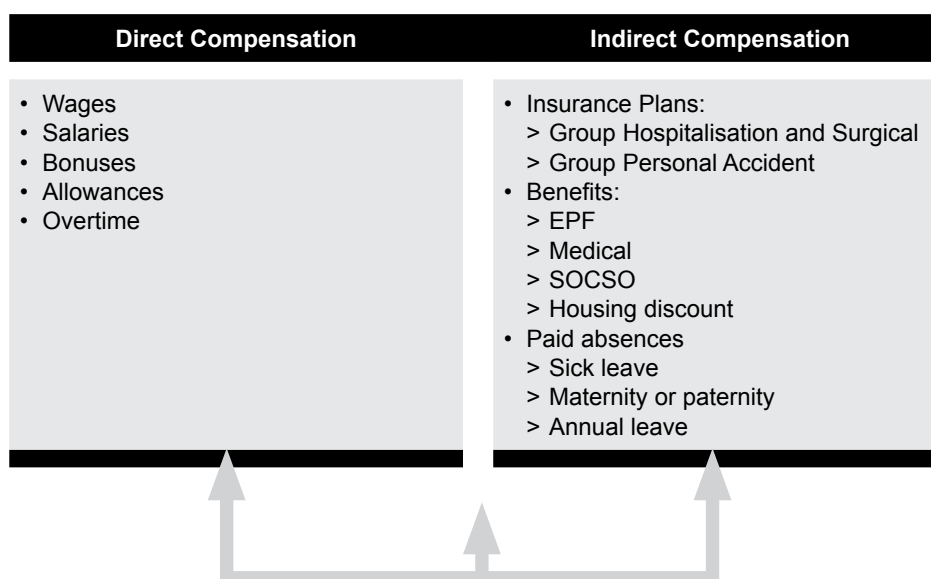 Direct Compensation
• Wages
• Salaries
• Bonuses
• Allowances
• Overtime
Indirect Compensation
• Insurance Plans:
> Group Hospitalisation and Surgical
> Group Personal Accident
• Benefits:
> EPF
> Medical
> SOCSO
> Housing discount
• Paid absences
> Sick leave
> Maternity or paternity
> Annual leave